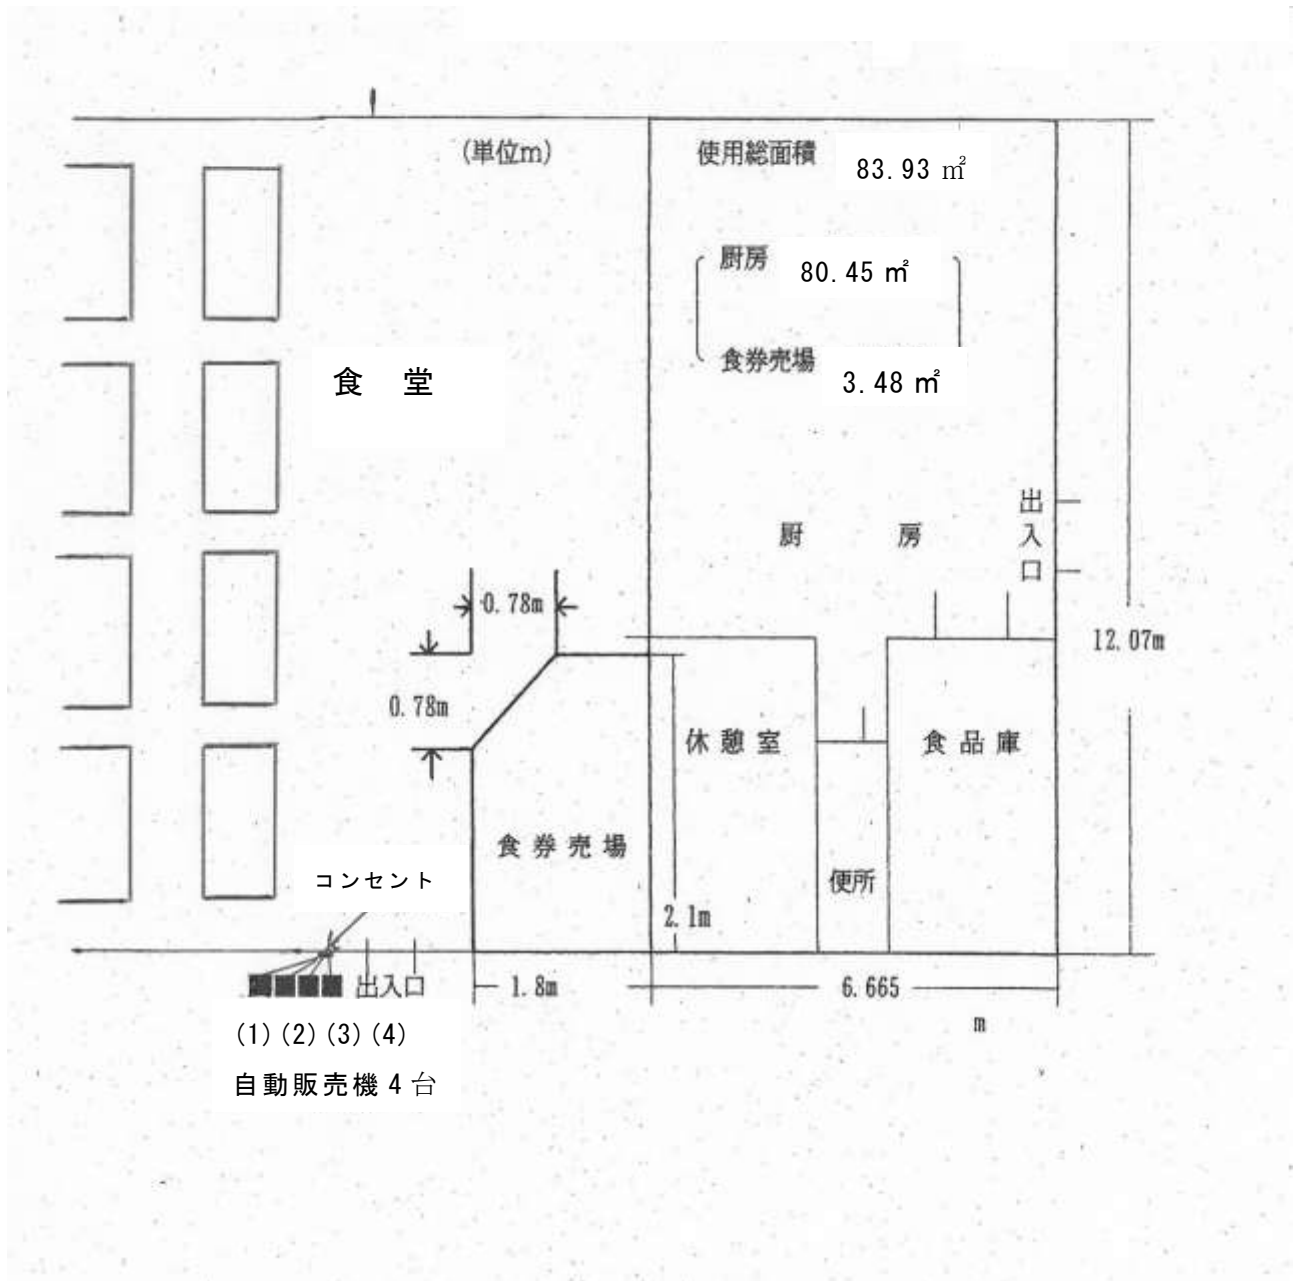 (単位m)
使用総面積 83.93 ㎡
厨房 80.45 ㎡
食券売場 3.48 ㎡
食 堂
出入口
厨 房
0.78m
12.07m
0.78m
休憩室
食品庫
食券売場
コンセント
便所
2.1m
出入口
1.8m
6.665
m
(1)(2)(3)(4)
自動販売機4台